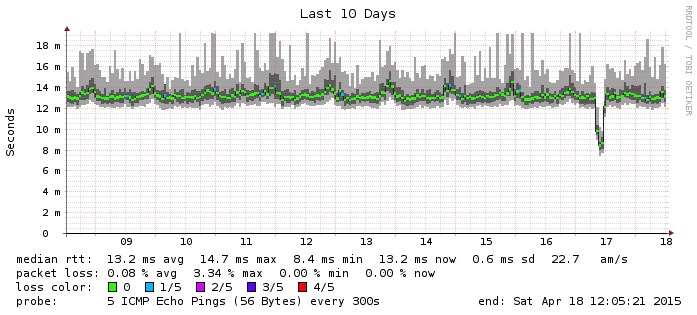 Last 10 Days
RRDTOOL / TOBI OETIKER
Seconds
18 m
16 m
14 m
12 m
10 m
8 m
6 m
4 m
2 m
0
09 10 11 12 13 14 15 16 17 18
median rtt: 13.2 ms avg 14.7 ms max 8.4 ms min 13.2 ms now 0.6 ms sd 22.7 am/s
packet loss: 0.08 % avg 3.34 % max 0.00 % min 0.00 % now
loss color: 0 1/5 2/5 3/5 4/5
probe: 5 ICMP Echo Pings (56 Bytes) every 300s end: Sat Apr 18 12:05:21 2015